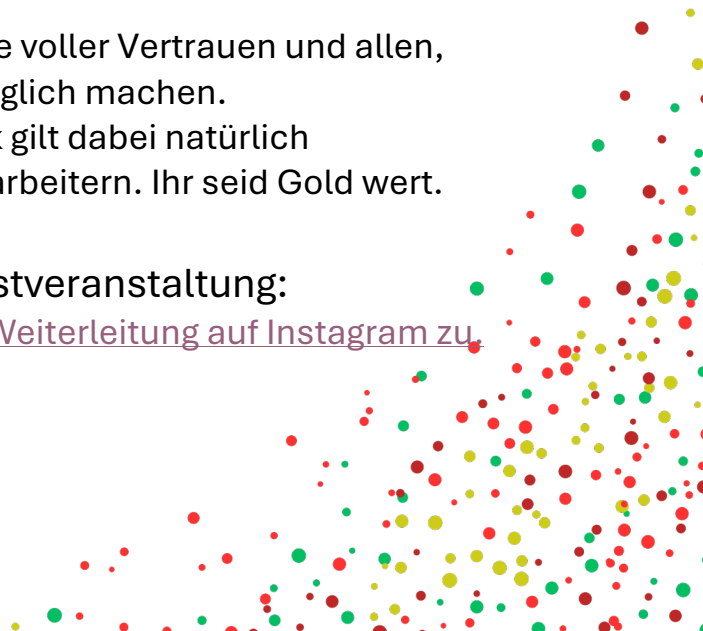 e voller Vertrauen und allen,
glich machen.
gilt dabei natürlich
arbeitern. Ihr seid Gold wert.
stveranstaltung:
Weiterleitung auf Instagram zu.